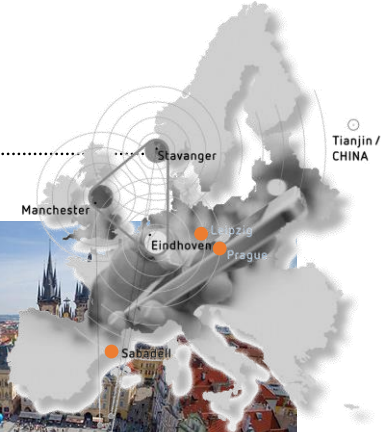 Tianjin /
CHINA
Stavanger
Manchester
Leipzig
Eindhoven
Prague
Sabadell